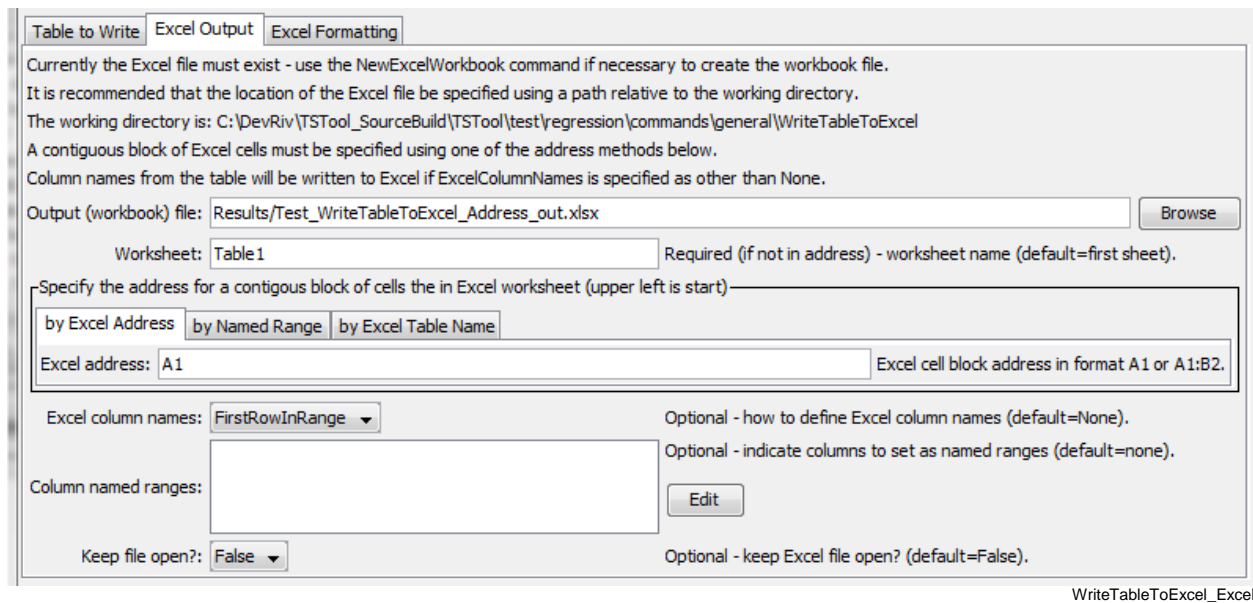 Table to Write Excel Output Excel Formatting
Currently the Excel file must exist - use the NewExcelWorkbook command if necessary to create the workbook file.
It is recommended that the location of the Excel file be specified using a path relative to the working directory.
The working directory is: C:\DevRiv\TSTool_SourceBuild\TSTool\test\regression\commands\general\WriteTableToExcel
A contiguous block of Excel cells must be specified using one of the address methods below.
Column names from the table will be written to Excel if ExcelColumnNames is specified as other than None.
Output (workbook) file: Results/Test_WriteTableToExcel_Address_out.xlsx Browse
Worksheet: Table1 Required (if not in address) - worksheet name (default=first sheet).
Specify the address for a contigous block of cells the in Excel worksheet (upper left is start)
by Excel Address by Named Range by Excel Table Name
Excel address: A1 Excel cell block address in format A1 or A1:B2.
Excel column names: FirstRowInRange Optional - how to define Excel column names (default=None).
Optional - indicate columns to set as named ranges (default=none).
Column named ranges: Edit
Keep file open?: False Optional - keep Excel file open? (default=False).
WriteTableToExcel_Excel